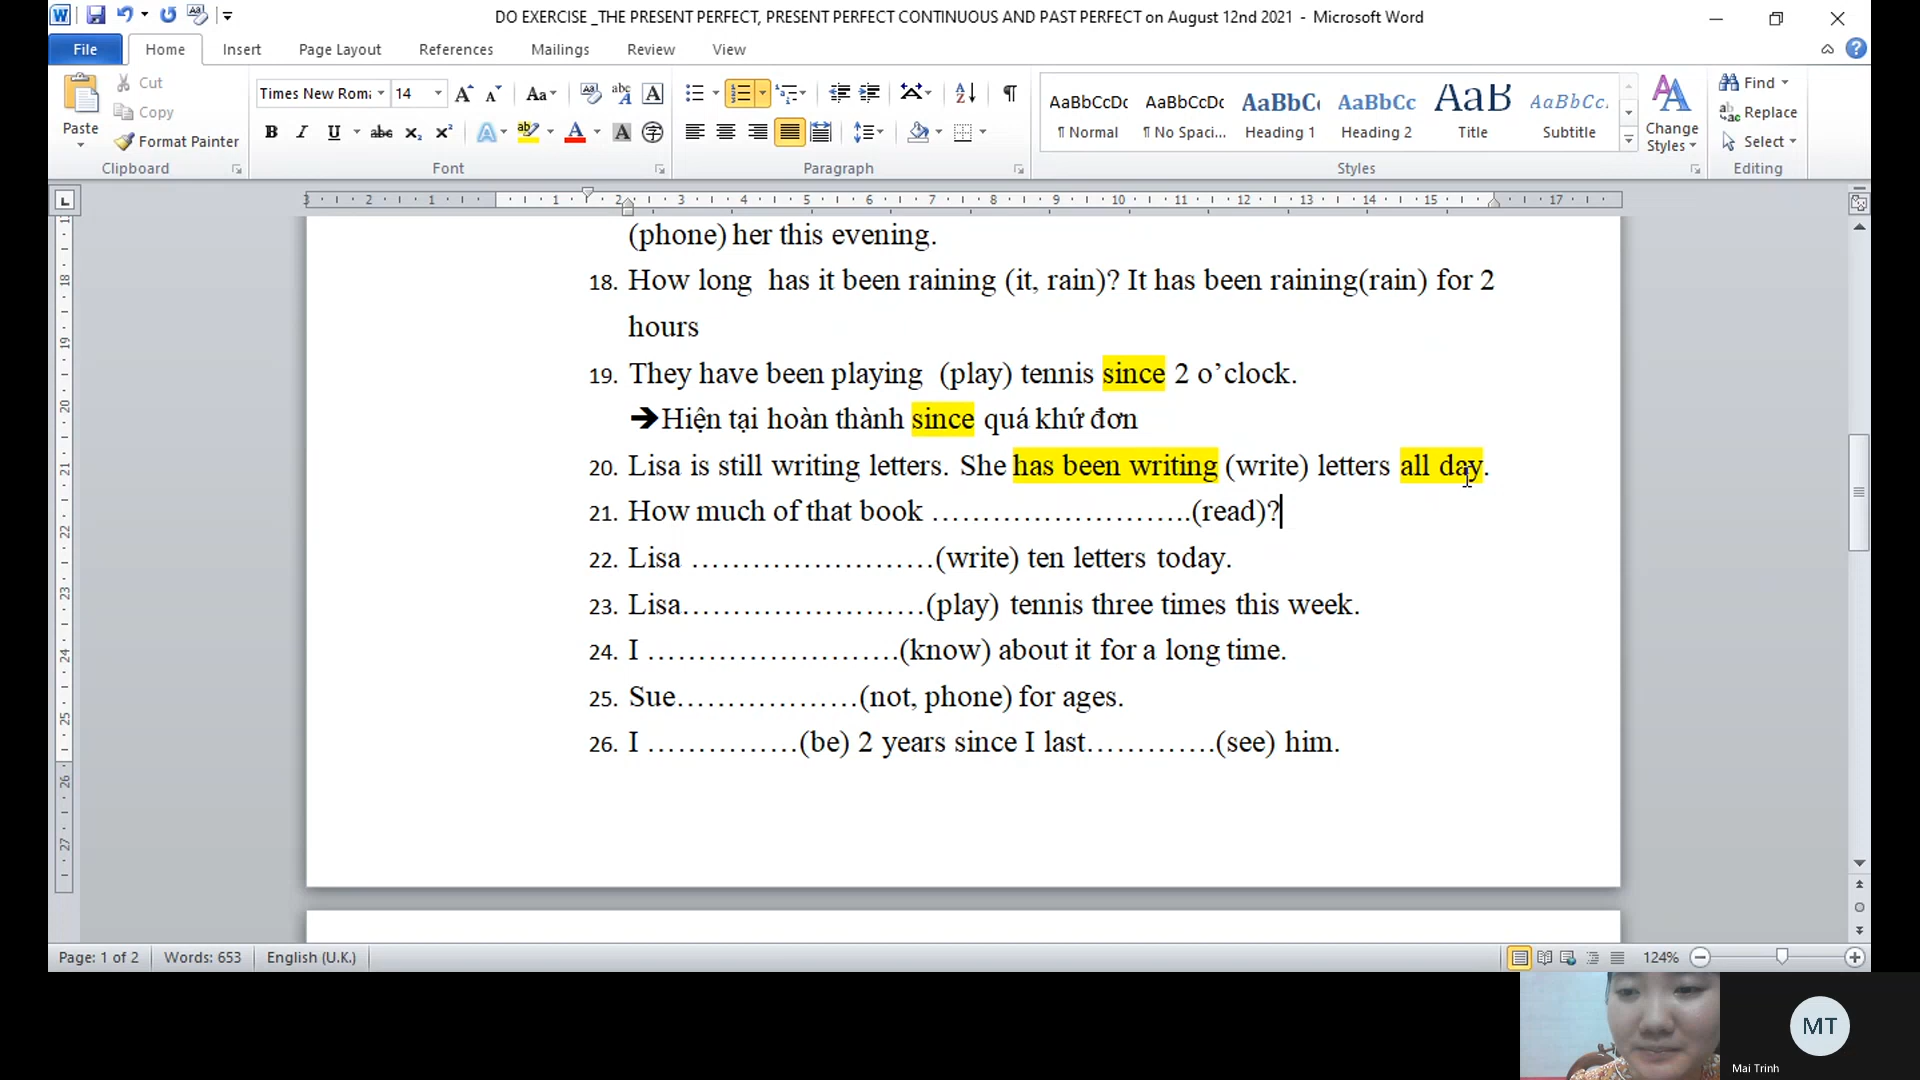 DO EXERCISE _THE PRESENT PERFECT, PRESENT PERFECT CONTINUOUS AND PAST PERFECT on August 12nd 2021 - Microsoft Word
File Home Insert Page Layout References Mailings Review View
Paste
Cut
Copy
Format Painter
Clipboard
Times New Roma 14
Font
Paragraph
AaBbCcDc AaBbCcDc AaBbC AaBbCc AaB AaBbCc.
¶ Normal ¶ No Spaci... Heading 1 Heading 2 Title Subtitle
Styles
Change Styles
Find
Replace
Select
Editing
(phone) her this evening.
18. How long has it been raining (it, rain)? It has been raining(rain) for 2
hours
19. They have been playing (play) tennis since 2 o’clock.
➔Hiện tại hoàn thành since quá khứ đơn
20. Lisa is still writing letters. She has been writing (write) letters all day.
21. How much of that book ……………………..(read)?
22. Lisa ……………………(write) ten letters today.
23. Lisa……………………(play) tennis three times this week.
24. I …………………….(know) about it for a long time.
25. Sue………………(not, phone) for ages.
26. I ……………(be) 2 years since I last………….(see) him.
Page: 1 of 2 Words: 653 English (U.K.) 124%
MT
Mai Trinh